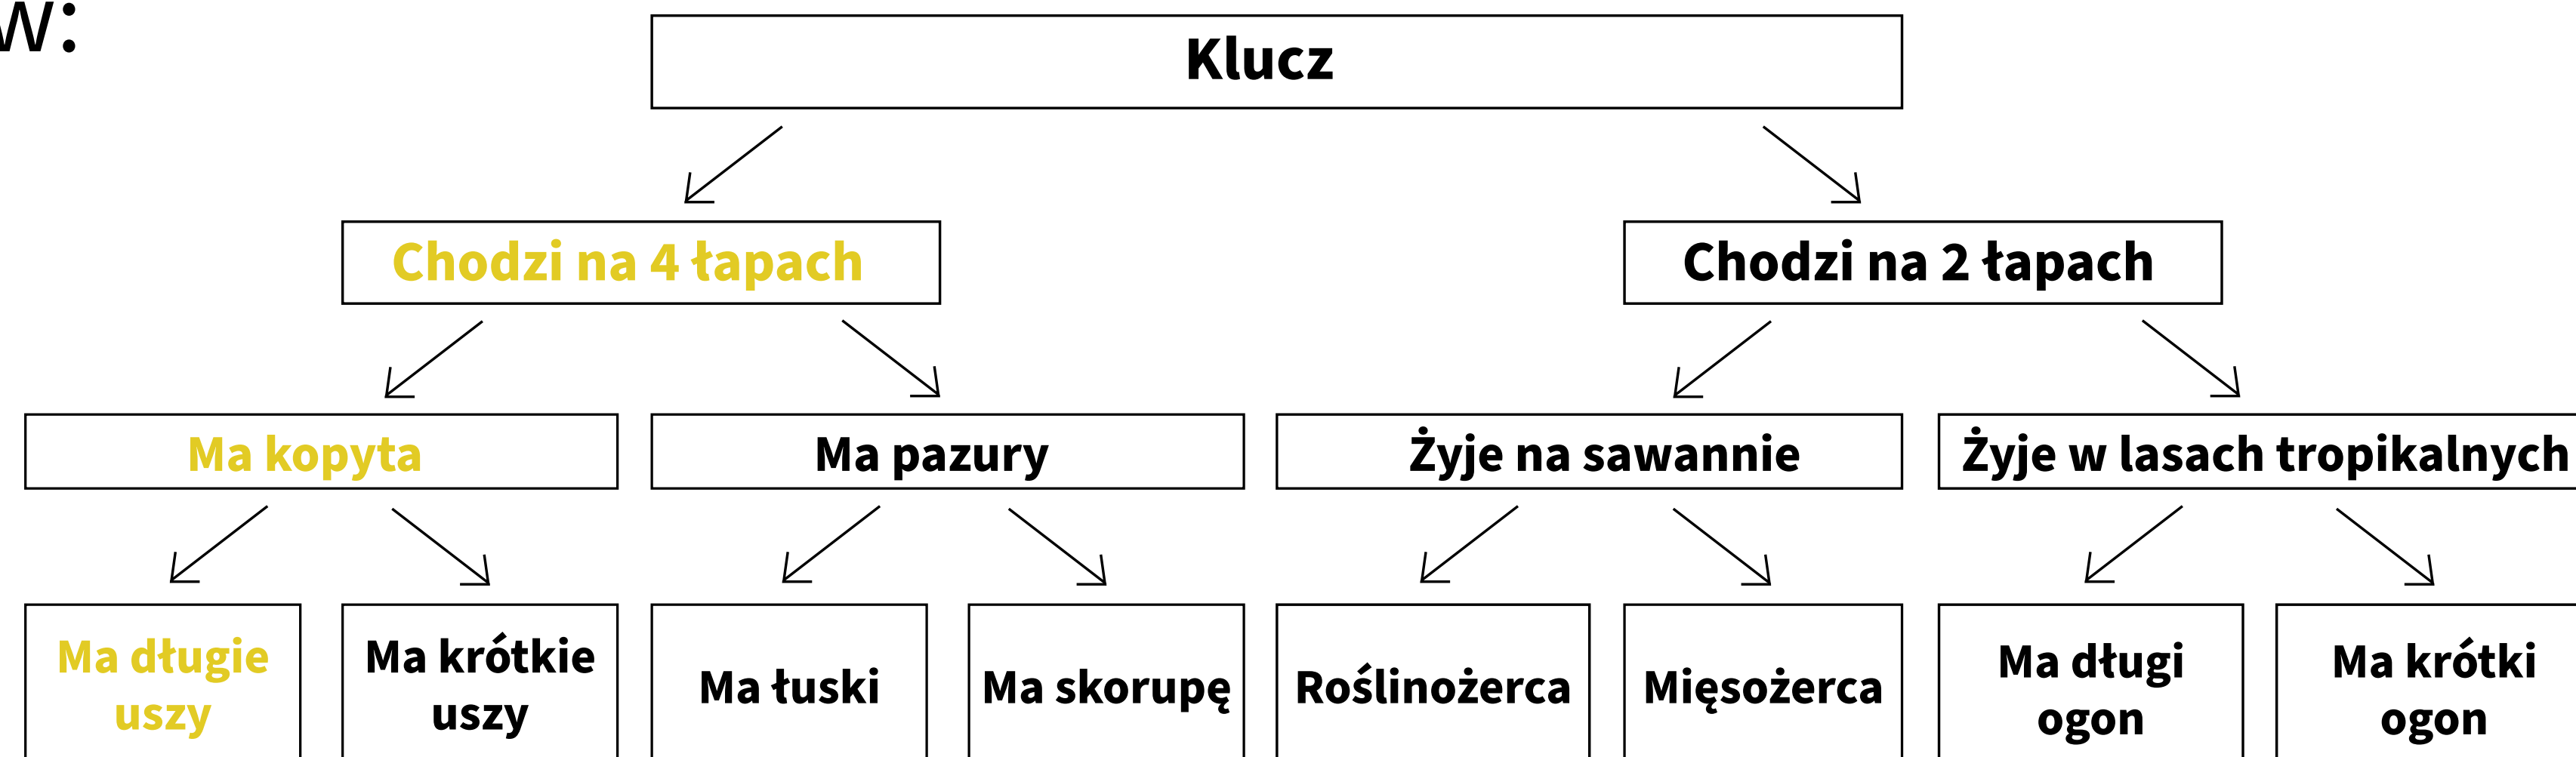 w:
Klucz
Chodzi na 4 łapach
Chodzi na 2 łapach
Ma kopyta
Ma pazury
Żyje na sawannie
Żyje w lasach tropikalnych
Ma długie
uszy
Ma krótkie
uszy
Ma łuski
Ma skorupę
Roślinożerca
Mięsożerca
Ma długi
ogon
Ma krótki
ogon